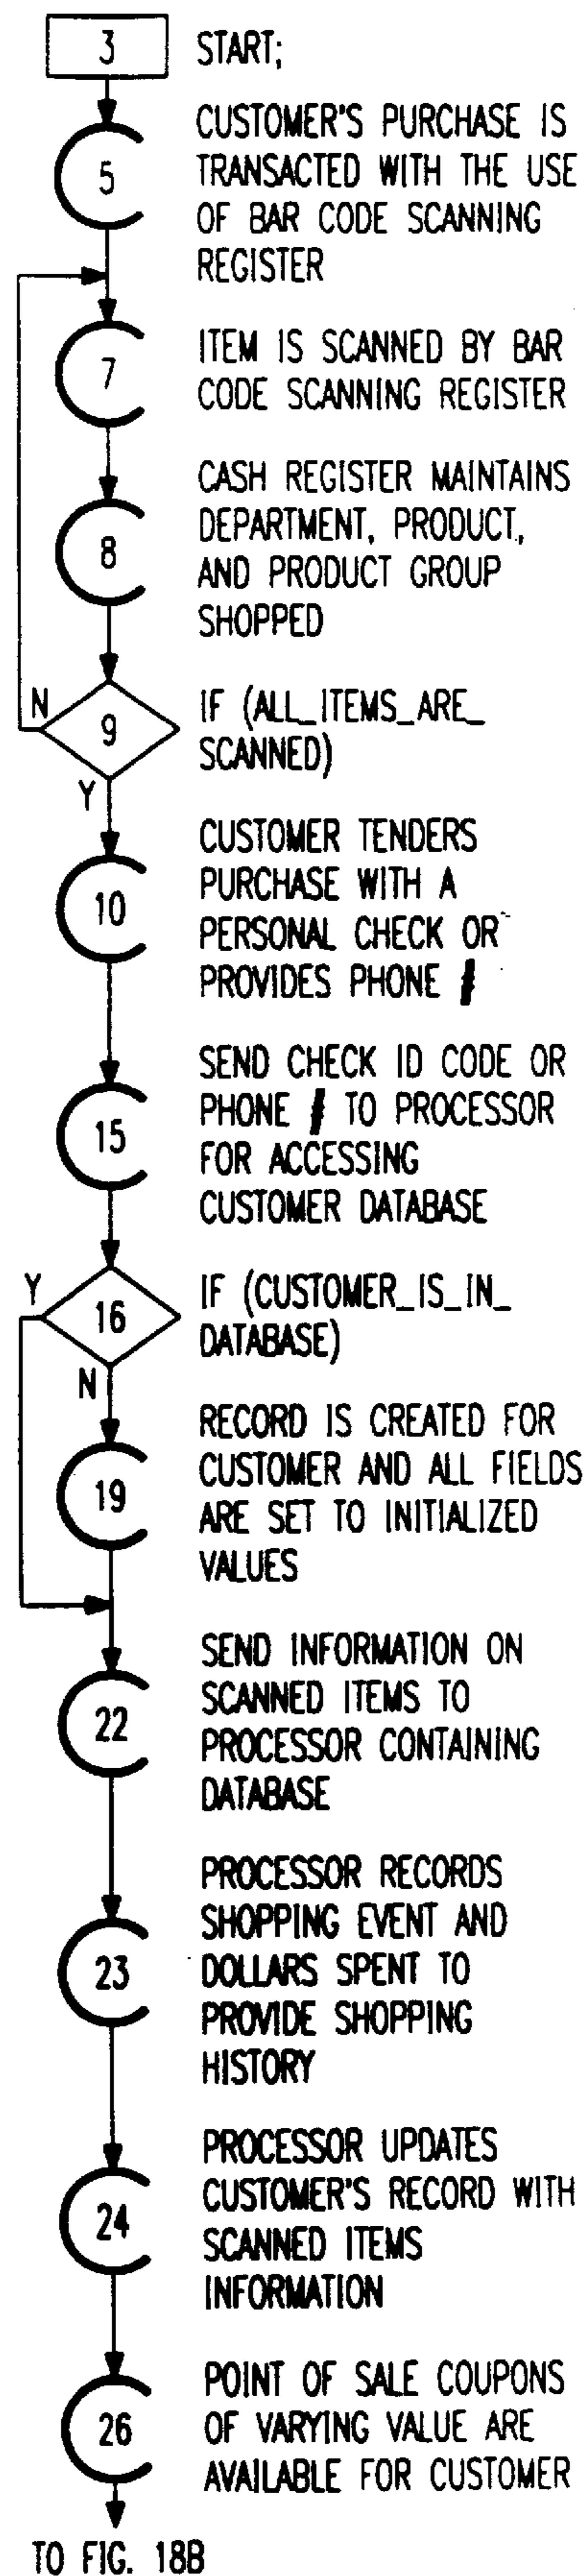 3 START;
CUSTOMER'S PURCHASE IS
TRANSACTED WITH THE USE
5
OF BAR CODE SCANNING
REGISTER
ITEM IS SCANNED BY BAR
7
CODE SCANNING REGISTER
CASH REGISTER MAINTAINS
DEPARTMENT, PRODUCT,
8
AND PRODUCT GROUP
SHOPPED
N
IF (ALL_ITEMS_ARE_
9
SCANNED)
Y
CUSTOMER TENDERS
PURCHASE WITH A
10
PERSONAL CHECK OR
PROVIDES PHONE #
SEND CHECK ID CODE OR
PHONE # TO PROCESSOR
15
FOR ACCESSING
CUSTOMER DATABASE
Y
IF (CUSTOMER_IS_IN_
16
DATABASE)
N
RECORD IS CREATED FOR
CUSTOMER AND ALL FIELDS
19
ARE SET TO INITIALIZED
VALUES
SEND INFORMATION ON
SCANNED ITEMS TO
22
PROCESSOR CONTAINING
DATABASE
PROCESSOR RECORDS
SHOPPING EVENT AND
23
DOLLARS SPENT TO
PROVIDE SHOPPING
HISTORY
PROCESSOR UPDATES
CUSTOMER'S RECORD WITH
24
SCANNED ITEMS
INFORMATION
POINT OF SALE COUPONS
26
OF VARYING VALUE ARE
AVAILABLE FOR CUSTOMER
TO FIG. 18B